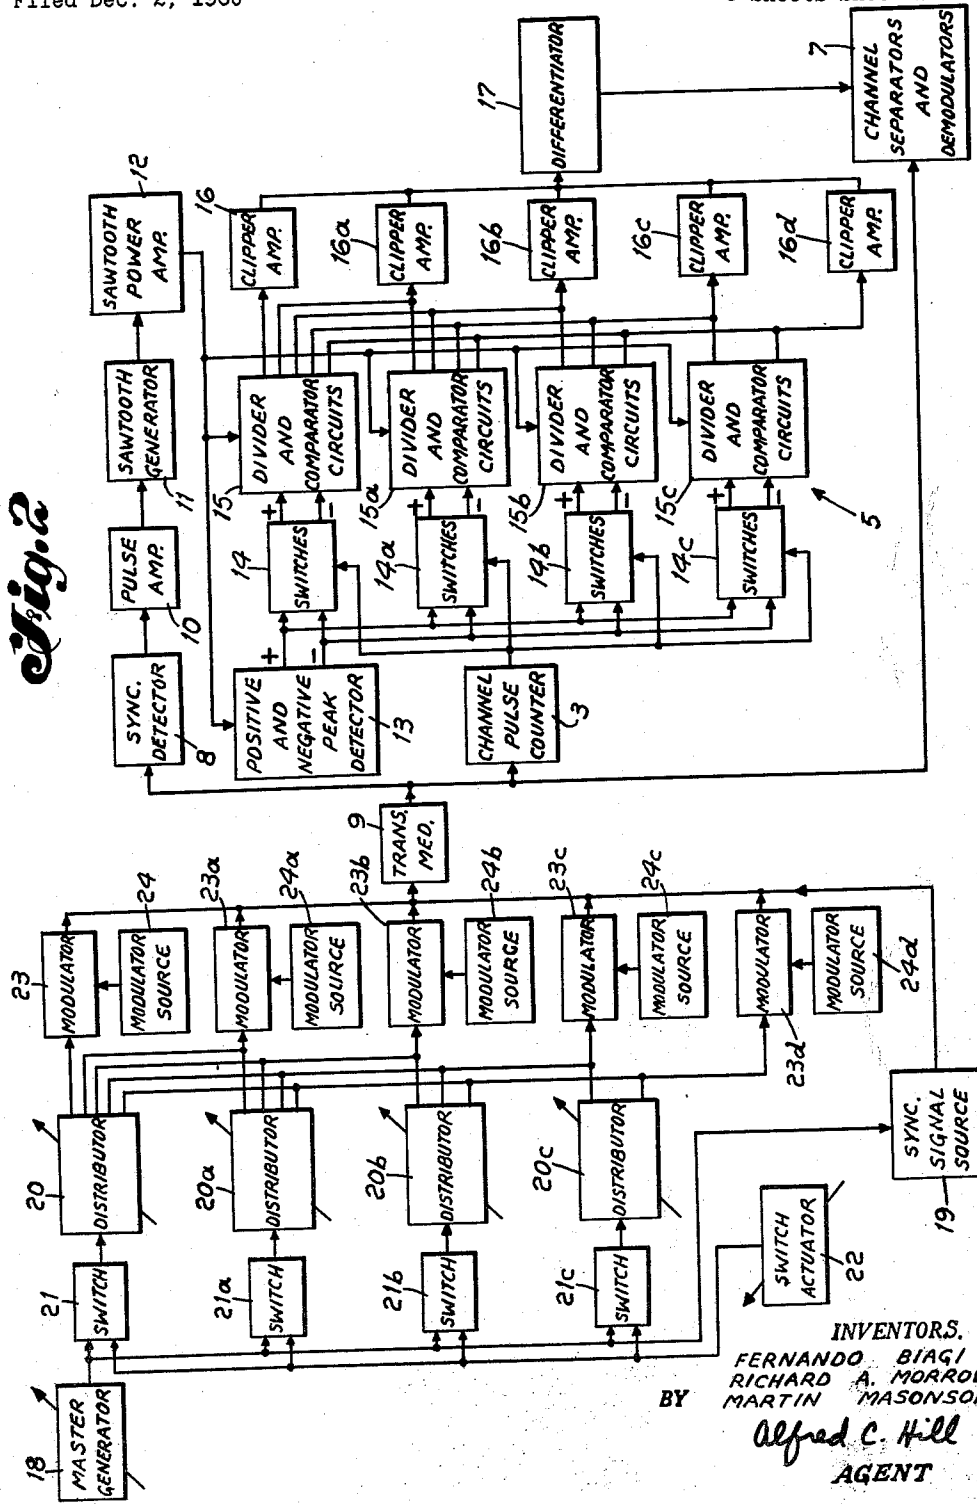 Filed Dec. 2, 1960
Fig. 2
18
MASTER
GENERATOR
21
SWITCH
21a
SWITCH
21b
SWITCH
21c
SWITCH
SWITCH
ACTUATOR
22
20
DISTRIBUTOR
20a
DISTRIBUTOR
20b
DISTRIBUTOR
20c
DISTRIBUTOR
SYNC.
SIGNAL
SOURCE
19
23
MODULATOR
24
MODULATOR
SOURCE
23a
MODULATOR
24a
MODULATOR
SOURCE
23b
MODULATOR
24b
MODULATOR
SOURCE
23c
MODULATOR
24c
MODULATOR
SOURCE
23d
MODULATOR
24d
MODULATOR
SOURCE
9
TRANS.
MED.
SYNC.
DETECTOR
8
PULSE
AMP.
10
SAWTOOTH
GENERATOR
11
SAWTOOTH
POWER
AMP.
12
POSITIVE
AND
NEGATIVE
PEAK
DETECTOR
13
+
-
CHANNEL
PULSE
COUNTER
3
14
SWITCHES
+
-
14a
SWITCHES
+
-
14b
SWITCHES
+
-
14c
SWITCHES
+
-
15
DIVIDER
AND
COMPARATOR
CIRCUITS
15a
DIVIDER
AND
COMPARATOR
CIRCUITS
15b
DIVIDER
AND
COMPARATOR
CIRCUITS
15c
DIVIDER
AND
COMPARATOR
CIRCUITS
5
16
CLIPPER
AMP.
16a
CLIPPER
AMP.
16b
CLIPPER
AMP.
16c
CLIPPER
AMP.
16d
CLIPPER
AMP.
17
DIFFERENTIATOR
7
CHANNEL
SEPARATORS
AND
DEMODULATORS
INVENTORS.
FERNANDO BIAGI
RICHARD A. MORROW
BY MARTIN MASONSON
Alfred C. Hill
AGENT